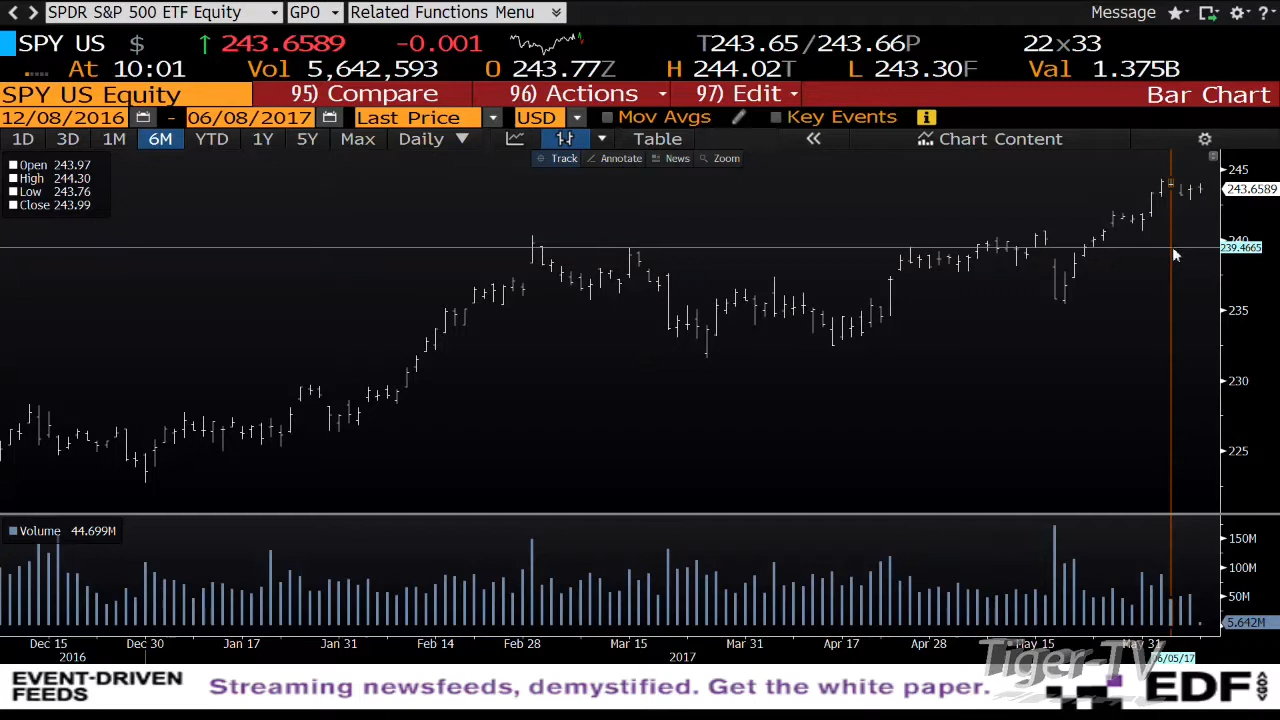 SPDR S&P 500 ETF Equity GPO Related Functions Menu Message
SPY US $ ↑ 243.6589 -0.001 T243.65/243.66P 22x33
At 10:01 Vol 5,642,593 O 243.77Z H 244.02T L 243.30F Val 1.375B
SPY US Equity 95) Compare 96) Actions 97) Edit Bar Chart
12/08/2016 - 06/08/2017 Last Price USD Mov Avgs Key Events
1D 3D 1M 6M YTD 1Y 5Y Max Daily Table Chart Content
Track Annotate News Zoom
Open 243.97
High 244.30
Low 243.76
Close 243.99
245
243.6589
240
239.4665
235
230
225
Volume 44.699M
150M
100M
50M
5.642M
Dec 15 Dec 30 Jan 17 Jan 31 Feb 14 Feb 28 Mar 15 Mar 31 Apr 17 Apr 28 May 15 May 31
2016 2017 06/05/17
Tiger-TV
EVENT-DRIVEN
FEEDS
Streaming newsfeeds, demystified. Get the white paper.
EDF